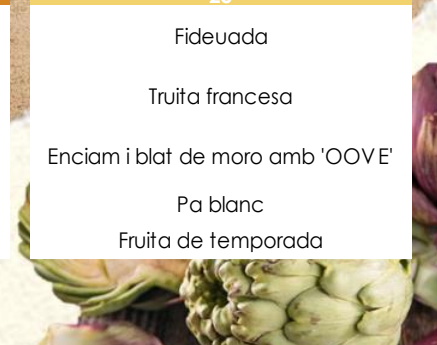 Fideuada
Truita francesa
Enciam i blat de moro amb 'OOVE'
Pa blanc
Fruita de temporada